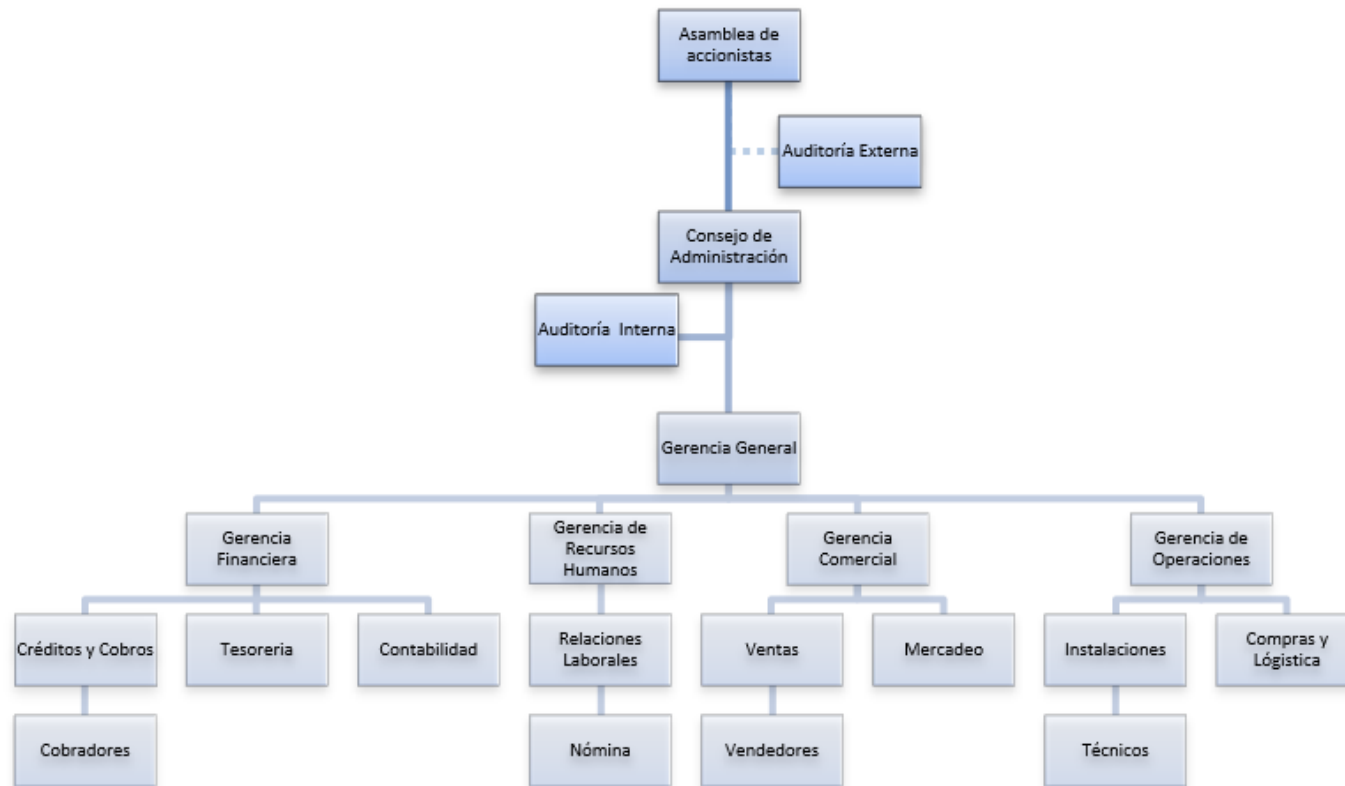 Asamblea de
accionistas
Auditoría Externa
Consejo de
Administración
Auditoría  Interna
Gerencia General
Gerencia
Financiera
Gerencia de
Recursos
Humanos
Gerencia
Comercial
Gerencia de
Operaciones
Créditos y Cobros
Tesoreria
Contabilidad
Relaciones
Laborales
Ventas
Mercadeo
Instalaciones
Compras y
Lógistica
Cobradores
Nómina
Vendedores
Técnicos